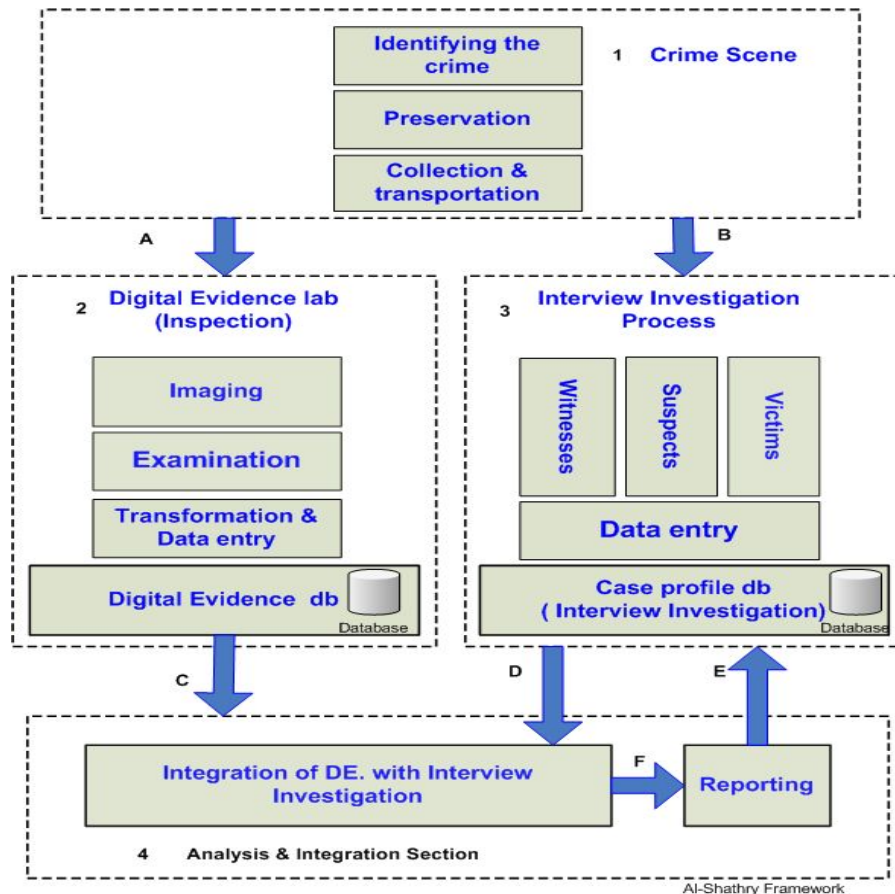 Identifying the
crime
1 Crime Scene
Preservation
Collection &
transportation
A
B
2 Digital Evidence lab
(Inspection)
Imaging
Examination
Transformation &
Data entry
Digital Evidence db
Database
3 Interview Investigation
Process
Witnesses
Suspects
Victims
Data entry
Case profile db
( Interview Investigation)
Database
C
D
E
Integration of DE. with Interview
Investigation
F
Reporting
4 Analysis & Integration Section
Al-Shathry Framework